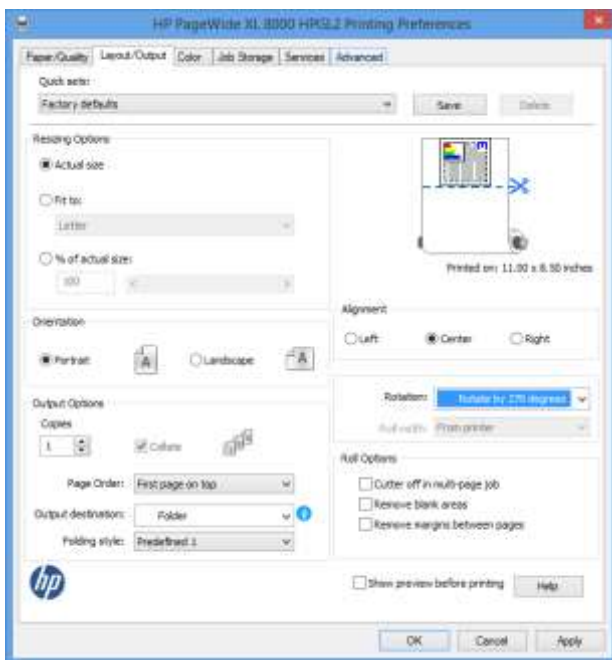 HP PageWide XL 8000 HPGL2 Printing Preferences
Paper/Quality Layout/Output Color Job Storage Services Advanced
Quick sets:
Factory defaults
Save
Delete
Resizing Options
Actual size
Fit to:
Letter
% of actual size:
100
Printed on: 11.00 x 8.50 inches
Orientation
Portrait
A
Landscape
A
Alignment
Left
Center
Right
Rotation:
Rotate by 270 degrees
Roll width:
From printer
Output Options
Copies
1
Collate
Page Order:
First page on top
Output destination:
Folder
Folding style:
Predefined 1
Roll Options
Cutter off in multi-page job
Remove blank areas
Remove margins between pages
hp
Show preview before printing
Help
OK
Cancel
Apply